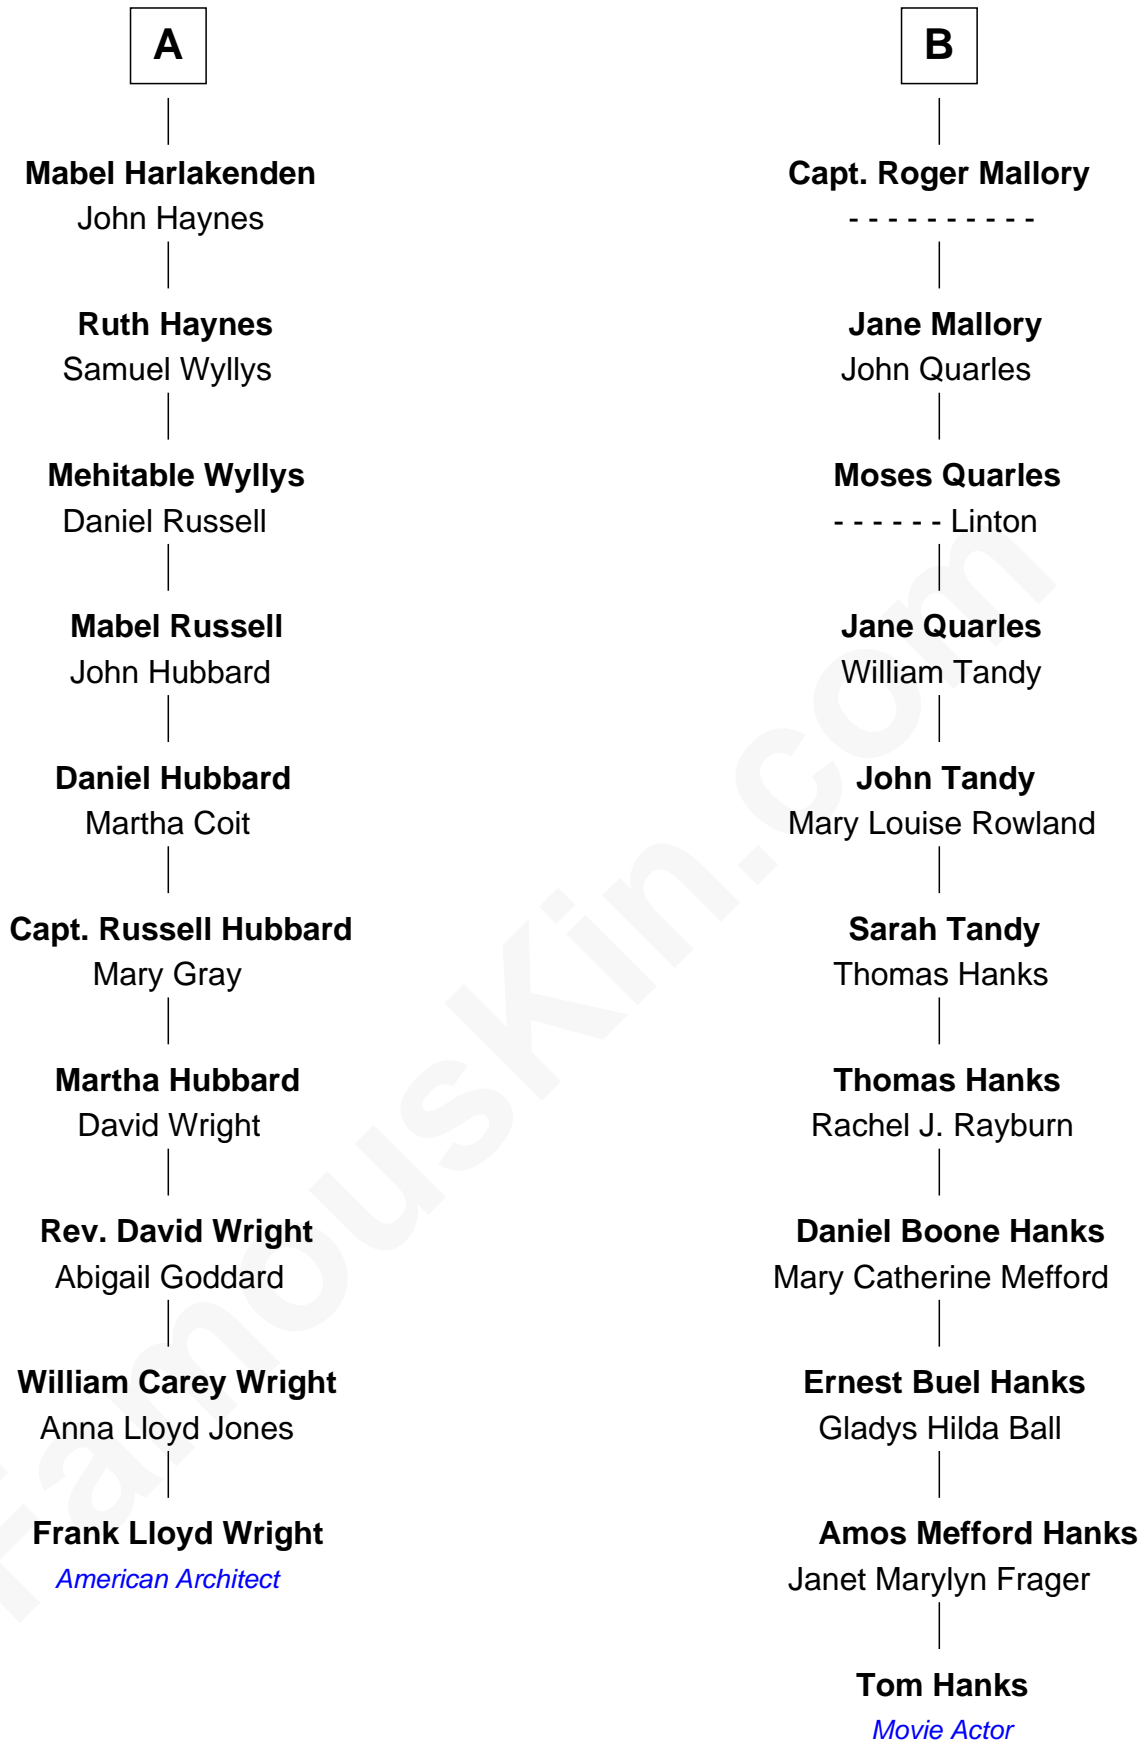 A
Mabel Harlakenden
John Haynes
Ruth Haynes
Samuel Wyllys
Mehitable Wyllys
Daniel Russell
Mabel Russell
John Hubbard
Daniel Hubbard
Martha Coit
Capt. Russell Hubbard
Mary Gray
Martha Hubbard
David Wright
Rev. David Wright
Abigail Goddard
William Carey Wright
Anna Lloyd Jones
Frank Lloyd Wright
American Architect
B
Capt. Roger Mallory
- - - - - - - - - -
Jane Mallory
John Quarles
Moses Quarles
- - - - - - Linton
Jane Quarles
William Tandy
John Tandy
Mary Louise Rowland
Sarah Tandy
Thomas Hanks
Thomas Hanks
Rachel J. Rayburn
Daniel Boone Hanks
Mary Catherine Mefford
Ernest Buel Hanks
Gladys Hilda Ball
Amos Mefford Hanks
Janet Marylyn Frager
Tom Hanks
Movie Actor
FamousKin.com